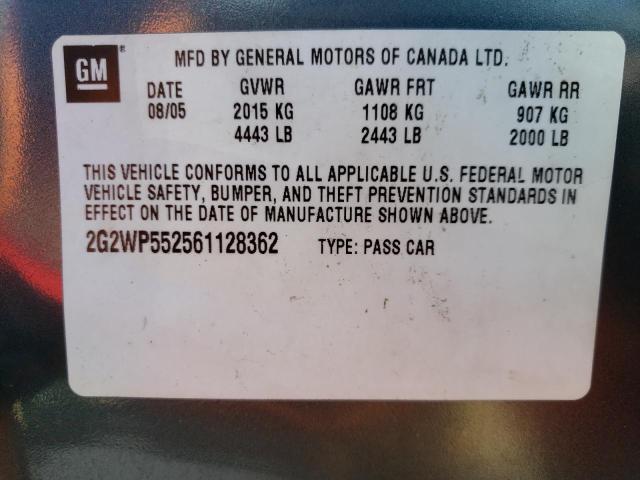 GM ®
MFD BY GENERAL MOTORS OF CANADA LTD.
DATE GVWR GAWR FRT GAWR RR
08/05 2015 KG 1108 KG 907 KG
4443 LB 2443 LB 2000 LB
THIS VEHICLE CONFORMS TO ALL APPLICABLE U.S. FEDERAL MOTOR
VEHICLE SAFETY, BUMPER, AND THEFT PREVENTION STANDARDS IN
EFFECT ON THE DATE OF MANUFACTURE SHOWN ABOVE.
2G2WP552561128362 TYPE: PASS CAR